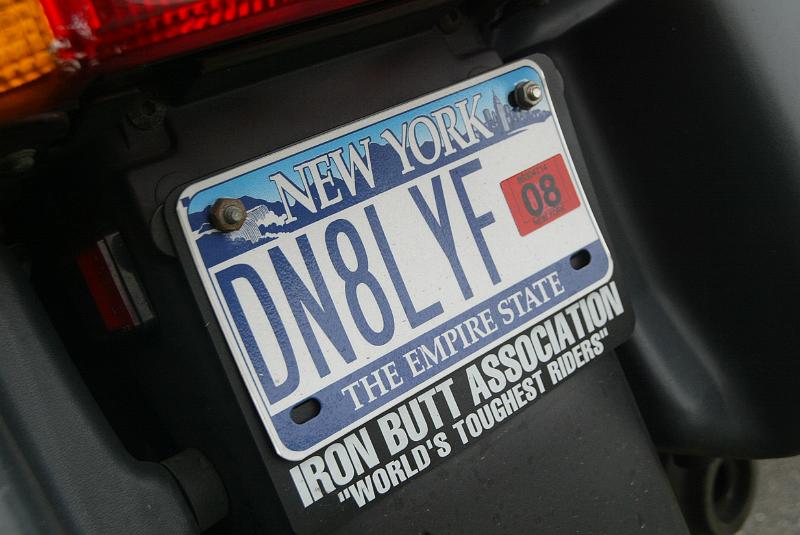 NEW YORK
DN8LYF
08
THE EMPIRE STATE
IRON BUTT ASSOCIATION
"WORLD'S TOUGHEST RIDERS"